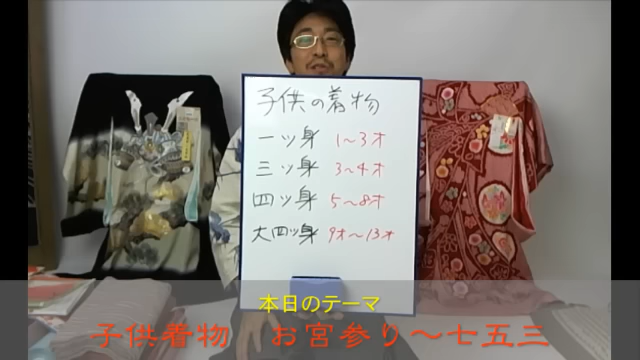 子供の着物
一ツ身 1～3才
三ツ身 3～4才
四ツ身 5～8才
大四ツ身 9才～13才
本日のテーマ
子供着物　お宮参り～七五三